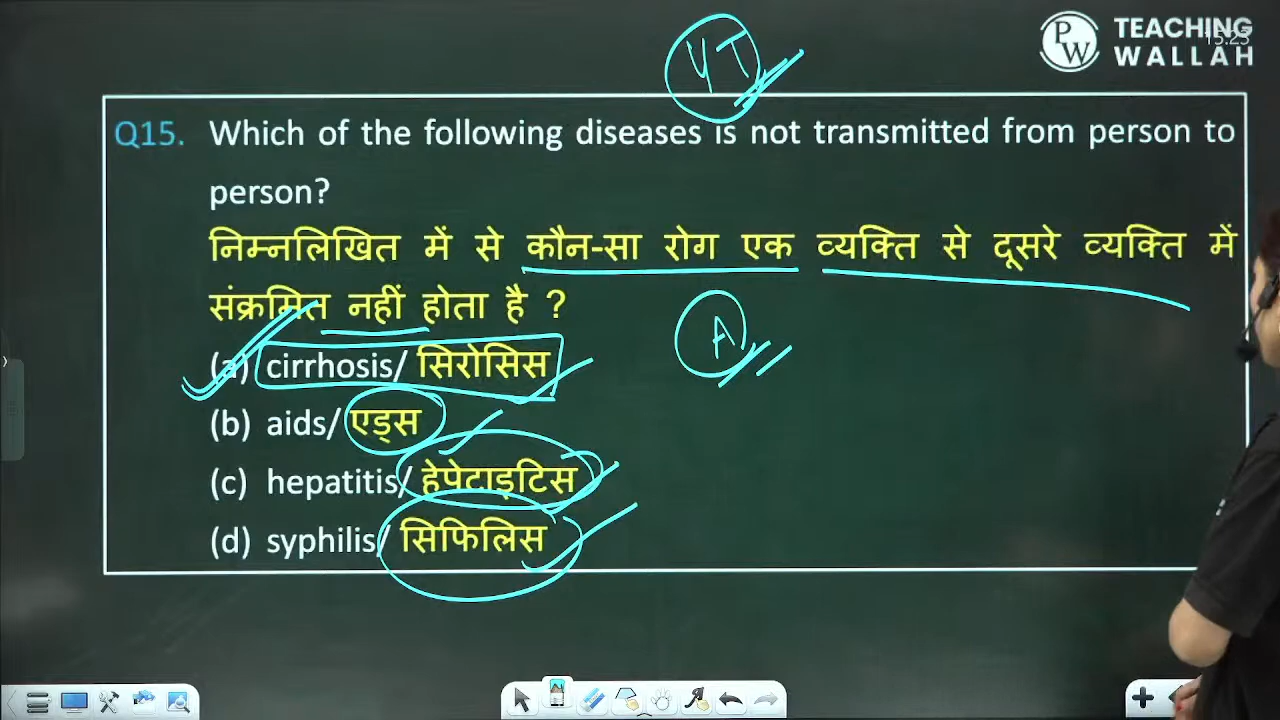 YT
PW TEACHING
WALLAH
Q15. Which of the following diseases is not transmitted from person to
person?
निम्नलिखित में से कौन-सा रोग एक व्यक्ति से दूसरे व्यक्ति में
संक्रमित नहीं होता है ?
A
(a) cirrhosis/ सिरोसिस
(b) aids/ एड्स
(c) hepatitis/ हेपेटाइटिस
(d) syphilis/ सिफिलिस